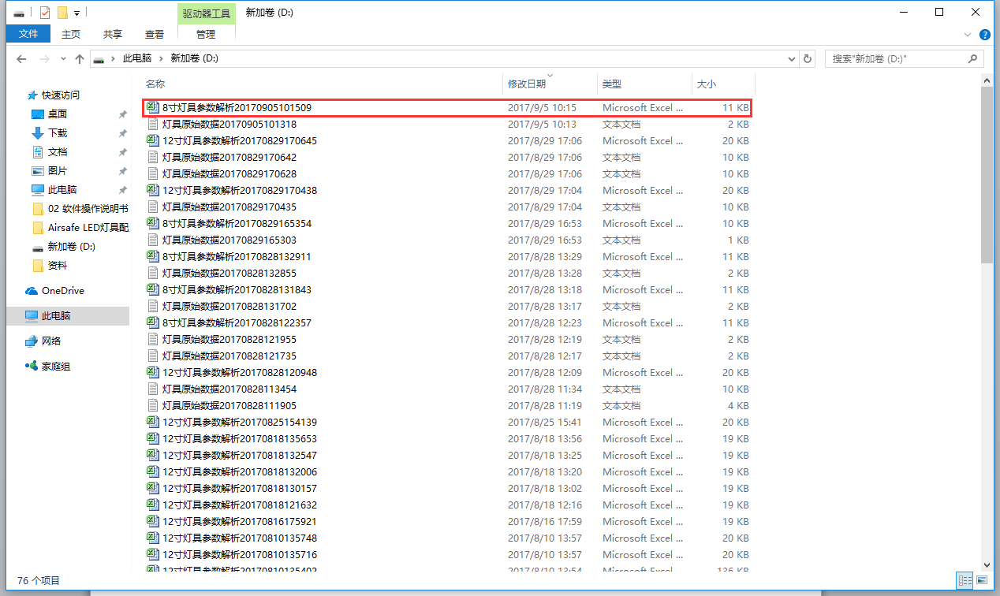 驱动器工具 新加卷 (D:)
文件 主页 共享 查看 管理
此电脑 新加卷 (D:) 搜索"新加卷 (D:)"
名称 修改日期 类型 大小
快速访问
桌面
下载
文档
图片
此电脑
02 软件操作说明书
Airsafe LED灯具配
新加卷 (D:)
资料
OneDrive
此电脑
网络
家庭组
8寸灯具参数解析20170905101509 2017/9/5 10:15 Microsoft Excel ... 11 KB
灯具原始数据20170905101318 2017/9/5 10:13 文本文档 2 KB
12寸灯具参数解析20170829170645 2017/8/29 17:06 Microsoft Excel ... 20 KB
灯具原始数据20170829170642 2017/8/29 17:06 文本文档 10 KB
灯具原始数据20170829170628 2017/8/29 17:06 文本文档 10 KB
12寸灯具参数解析20170829170438 2017/8/29 17:04 Microsoft Excel ... 20 KB
灯具原始数据20170829170435 2017/8/29 17:04 文本文档 10 KB
8寸灯具参数解析20170829165354 2017/8/29 16:53 Microsoft Excel ... 10 KB
灯具原始数据20170829165303 2017/8/29 16:53 文本文档 1 KB
8寸灯具参数解析20170828132911 2017/8/28 13:29 Microsoft Excel ... 11 KB
灯具原始数据20170828132855 2017/8/28 13:28 文本文档 2 KB
8寸灯具参数解析20170828131843 2017/8/28 13:18 Microsoft Excel ... 11 KB
灯具原始数据20170828131702 2017/8/28 13:17 文本文档 2 KB
8寸灯具参数解析20170828122357 2017/8/28 12:23 Microsoft Excel ... 11 KB
灯具原始数据20170828121955 2017/8/28 12:19 文本文档 2 KB
灯具原始数据20170828121735 2017/8/28 12:17 文本文档 2 KB
12寸灯具参数解析20170828120948 2017/8/28 12:09 Microsoft Excel ... 20 KB
灯具原始数据20170828113454 2017/8/28 11:34 文本文档 10 KB
灯具原始数据20170828111905 2017/8/28 11:19 文本文档 4 KB
12寸灯具参数解析20170825154139 2017/8/25 15:41 Microsoft Excel ... 20 KB
12寸灯具参数解析20170818135653 2017/8/18 13:56 Microsoft Excel ... 19 KB
12寸灯具参数解析20170818132547 2017/8/18 13:25 Microsoft Excel ... 19 KB
12寸灯具参数解析20170818132006 2017/8/18 13:20 Microsoft Excel ... 19 KB
12寸灯具参数解析20170818130157 2017/8/18 13:02 Microsoft Excel ... 19 KB
12寸灯具参数解析20170818121632 2017/8/18 12:16 Microsoft Excel ... 19 KB
12寸灯具参数解析20170816175921 2017/8/16 17:59 Microsoft Excel ... 19 KB
12寸灯具参数解析20170810135748 2017/8/10 13:57 Microsoft Excel ... 20 KB
12寸灯具参数解析20170810135716 2017/8/10 13:57 Microsoft Excel ... 20 KB
12寸灯具参数解析20170810135402 2017/8/10 13:54 Microsoft Excel ... 136 KB
76 个项目